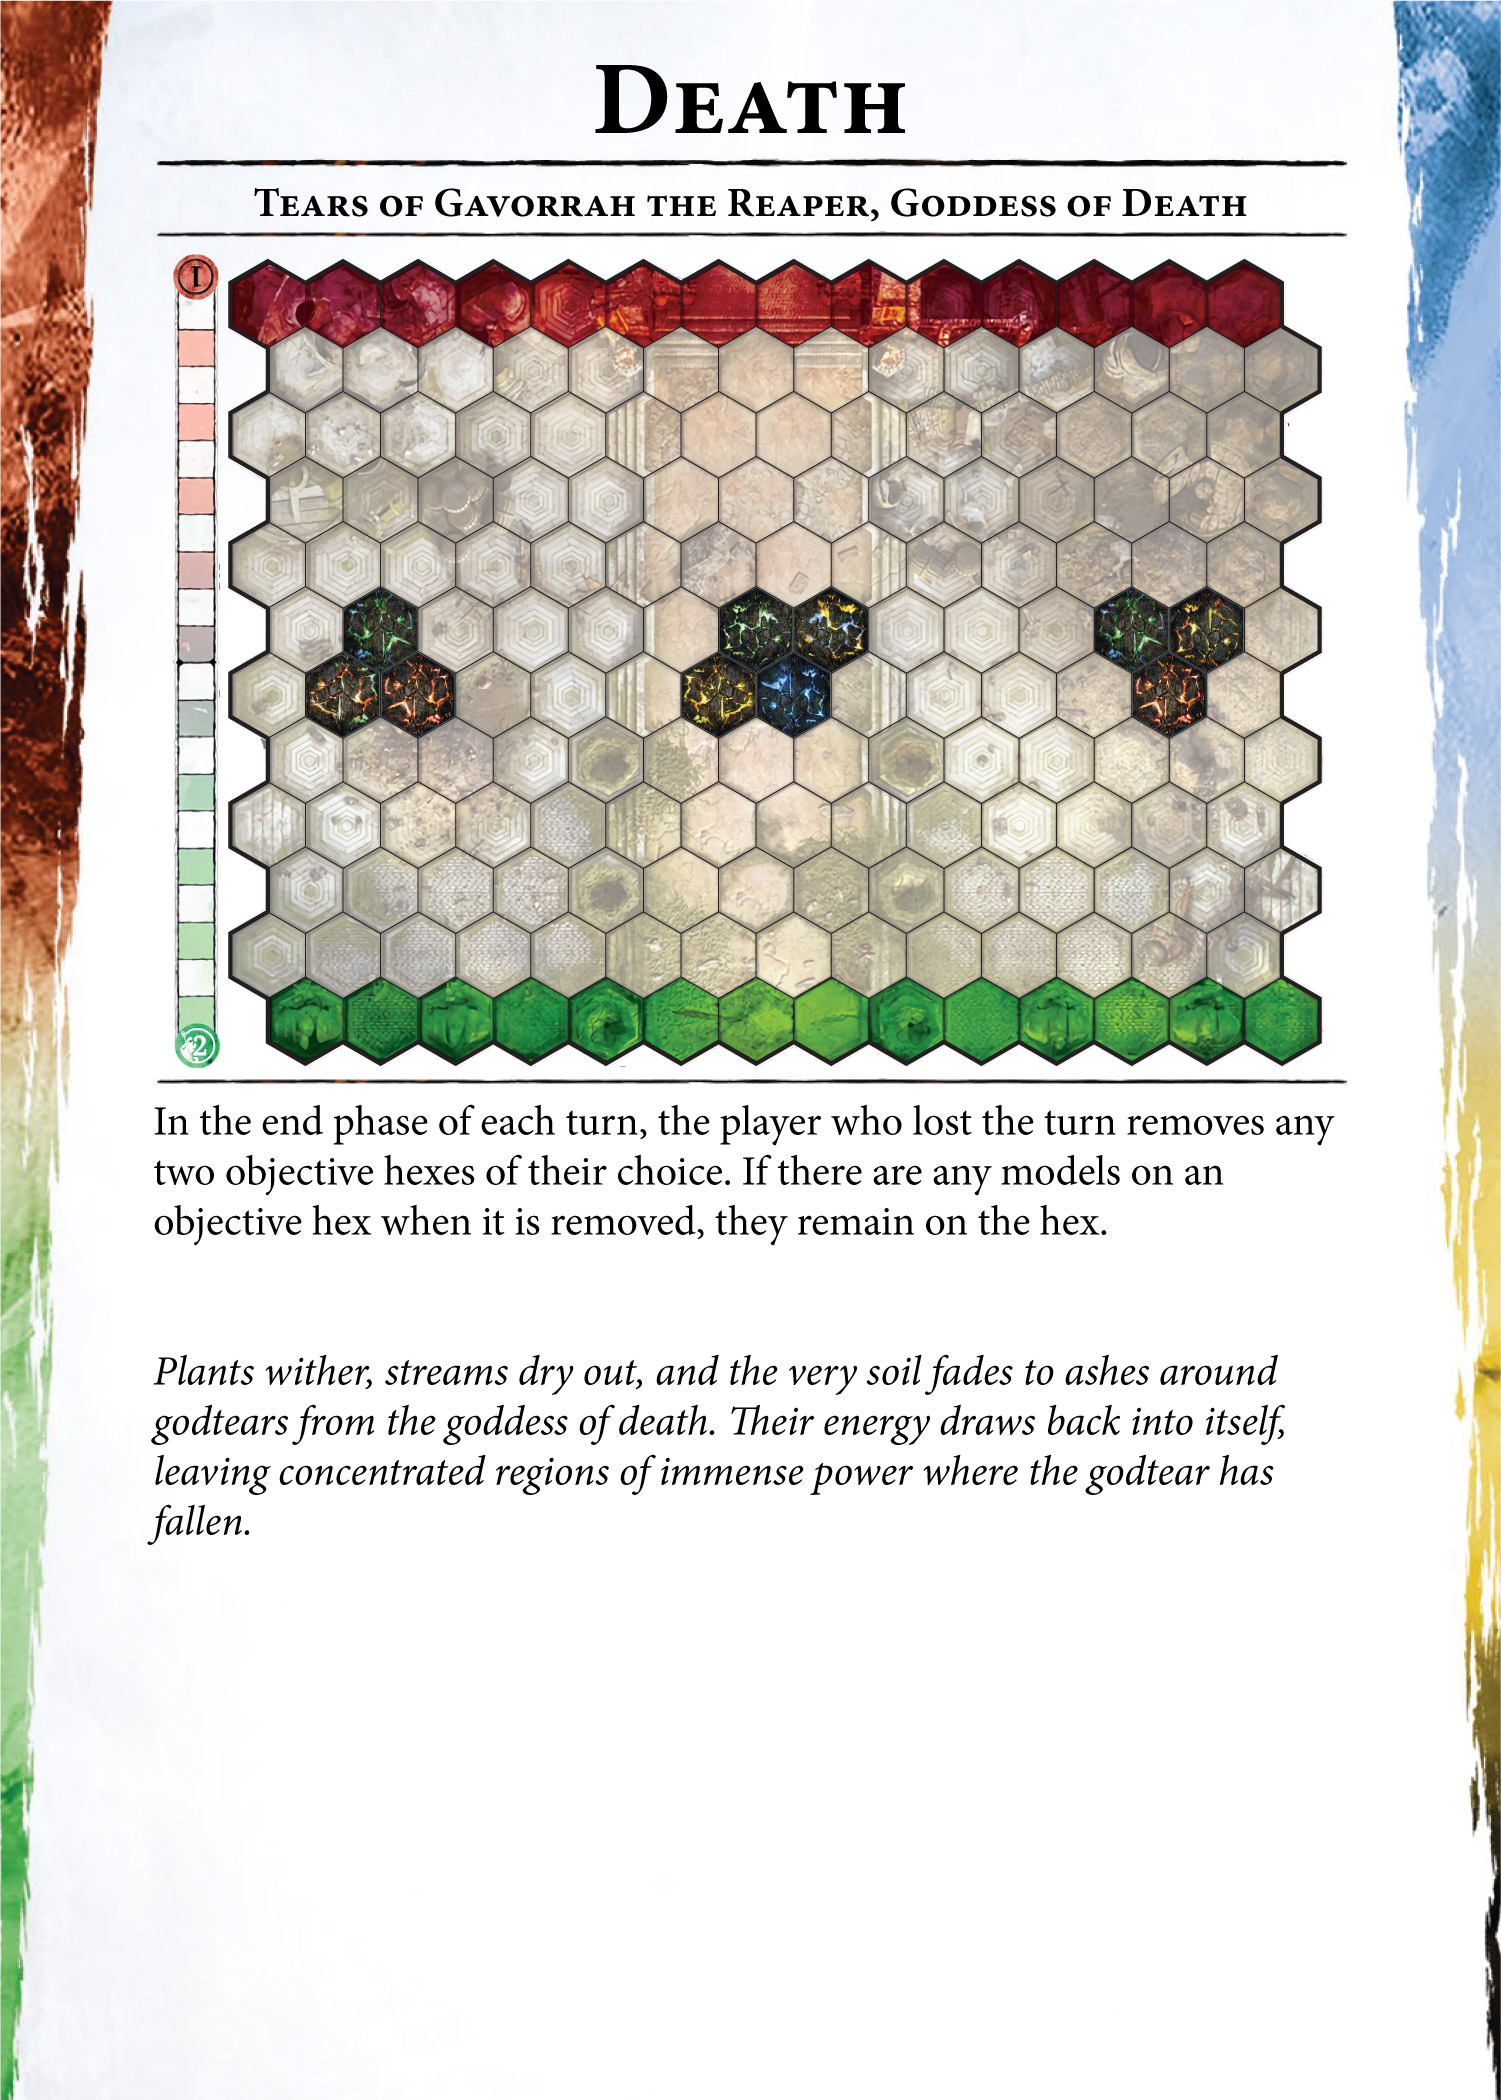 Death
Tears of Gavorrah the Reaper, Goddess of Death
1
2
In the end phase of each turn, the player who lost the turn removes any
two objective hexes of their choice. If there are any models on an
objective hex when it is removed, they remain on the hex.
Plants wither, streams dry out, and the very soil fades to ashes around
godtears from the goddess of death. Their energy draws back into itself,
leaving concentrated regions of immense power where the godtear has
fallen.